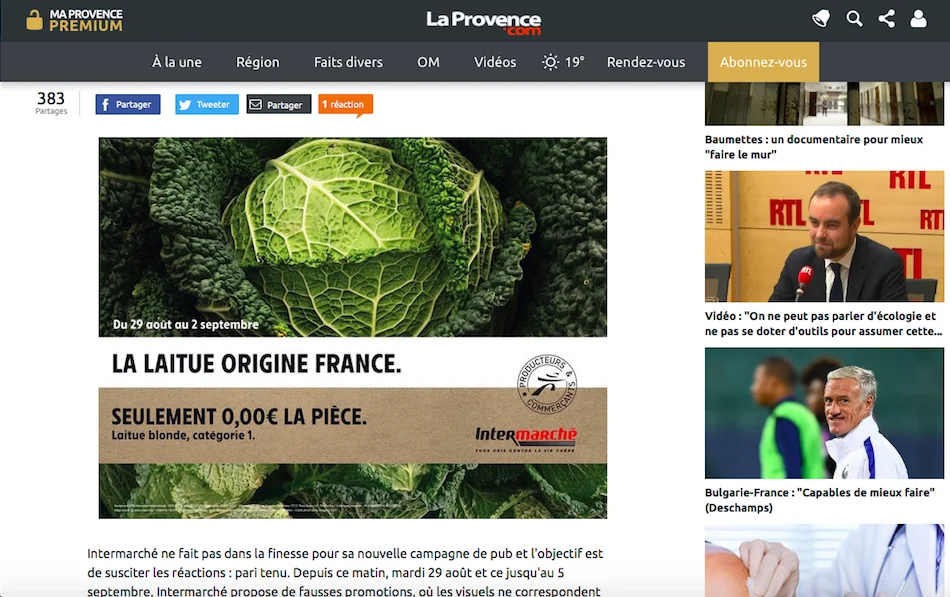 MA PROVENCE
PREMIUM
LaProvence
.com
À la une
Région
Faits divers
OM
Vidéos
19°
Rendez-vous
Abonnez-vous
383
Partages
Partager
Tweeter
Partager
1 réaction
Du 29 août au 2 septembre
LA LAITUE ORIGINE FRANCE.
PRODUCTEURS &
COMMERÇANTS
SEULEMENT 0,00€ LA PIÈCE.
Laitue blonde, catégorie 1.
Intermarché
TOUS UNIS CONTRE LA VIE CHÈRE
Intermarché ne fait pas dans la finesse pour sa nouvelle campagne de pub et l'objectif est
de susciter les réactions : pari tenu. Depuis ce matin, mardi 29 août et ce jusqu'au 5
septembre, Intermarché propose de fausses promotions, où les visuels ne correspondent
Baumettes : un documentaire pour mieux
"faire le mur"
RTL
RTL
RTL
RTL
Vidéo : "On ne peut pas parler d'écologie et
ne pas se doter d'outils pour assumer cette...
Bulgarie-France : "Capables de mieux faire"
(Deschamps)